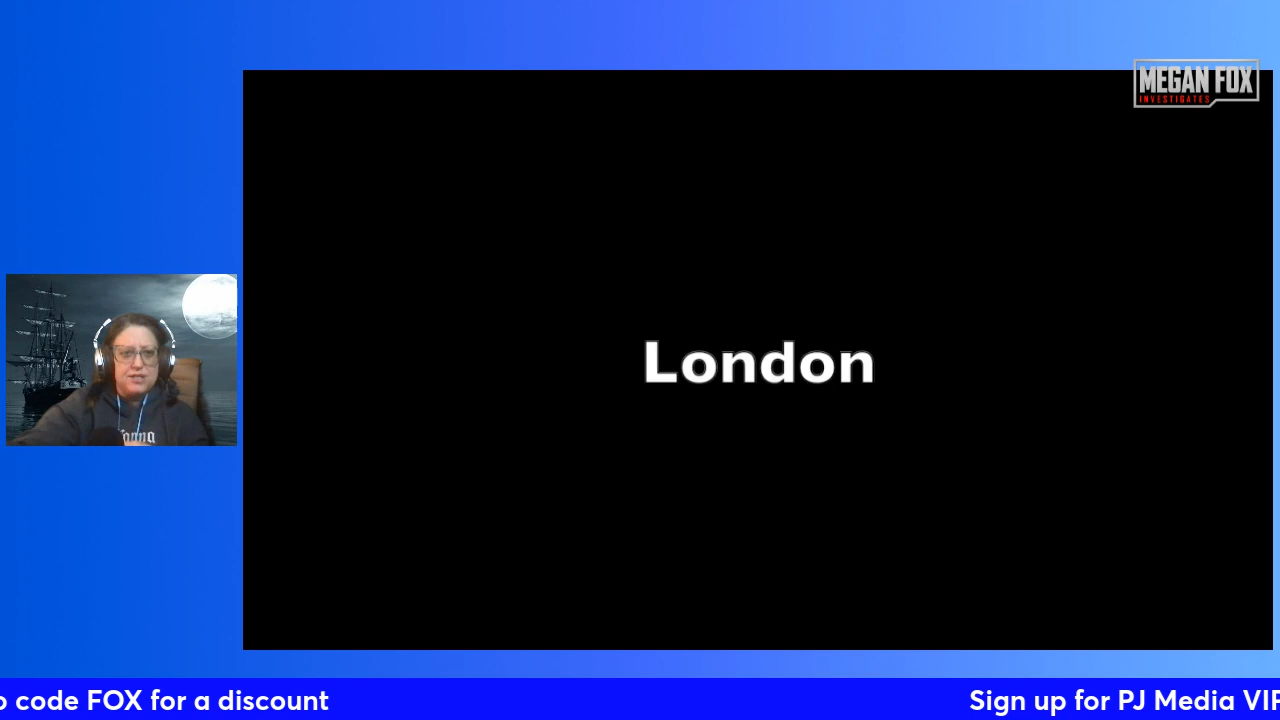 MEGAN FOX
INVESTIGATES
London
code FOX for a discount
Sign up for PJ Media VIP